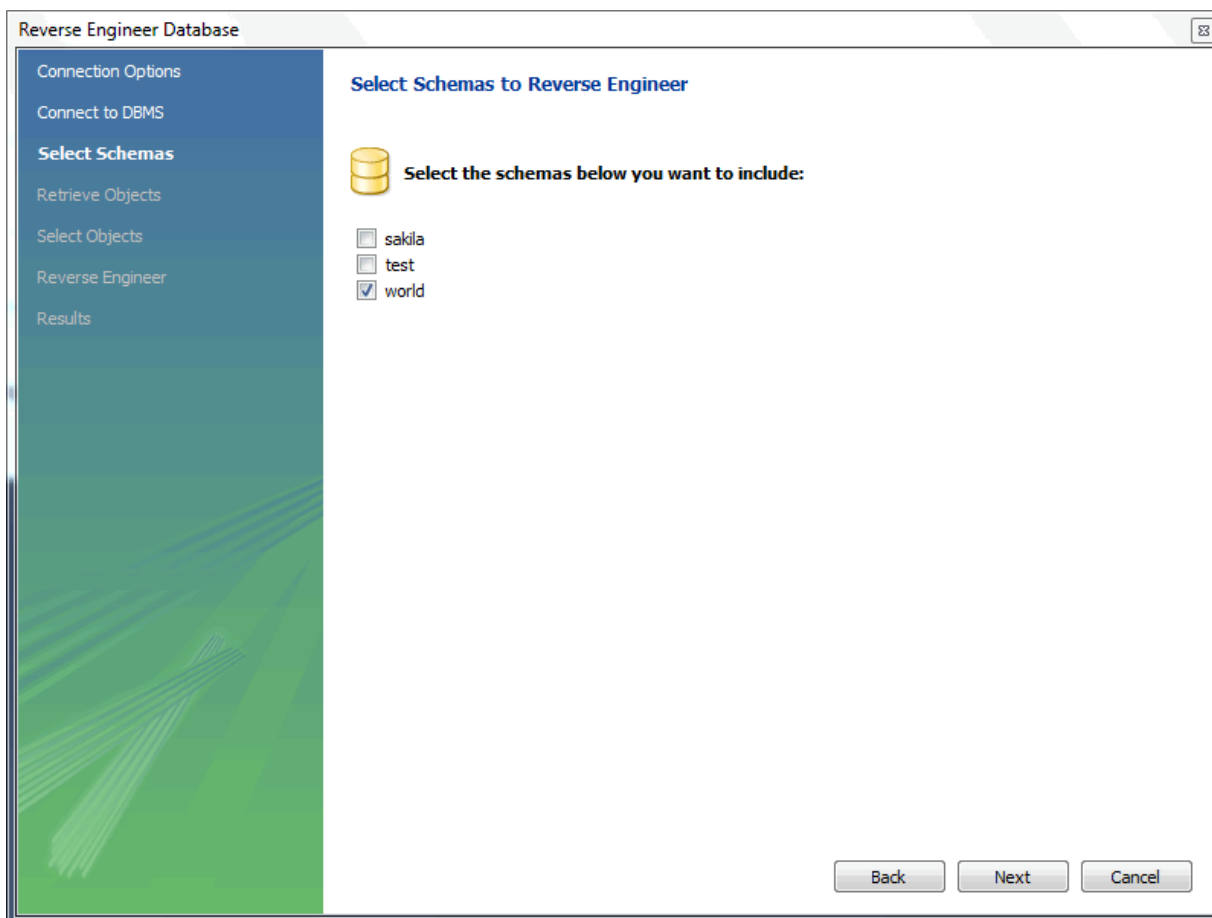 Reverse Engineer Database
Connection Options
Connect to DBMS
Select Schemas
Retrieve Objects
Select Objects
Reverse Engineer
Results
Select Schemas to Reverse Engineer
Select the schemas below you want to include:
sakila
test
world
Back Next Cancel